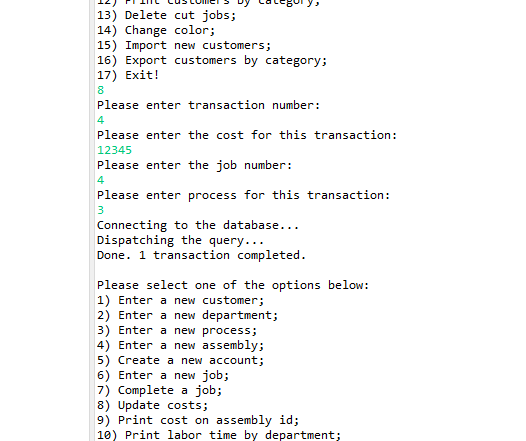 12) Print customers by category;
13) Delete cut jobs;
14) Change color;
15) Import new customers;
16) Export customers by category;
17) Exit!
8
Please enter transaction number:
4
Please enter the cost for this transaction:
12345
Please enter the job number:
4
Please enter process for this transaction:
3
Connecting to the database...
Dispatching the query...
Done. 1 transaction completed.
Please select one of the options below:
1) Enter a new customer;
2) Enter a new department;
3) Enter a new process;
4) Enter a new assembly;
5) Create a new account;
6) Enter a new job;
7) Complete a job;
8) Update costs;
9) Print cost on assembly id;
10) Print labor time by department;